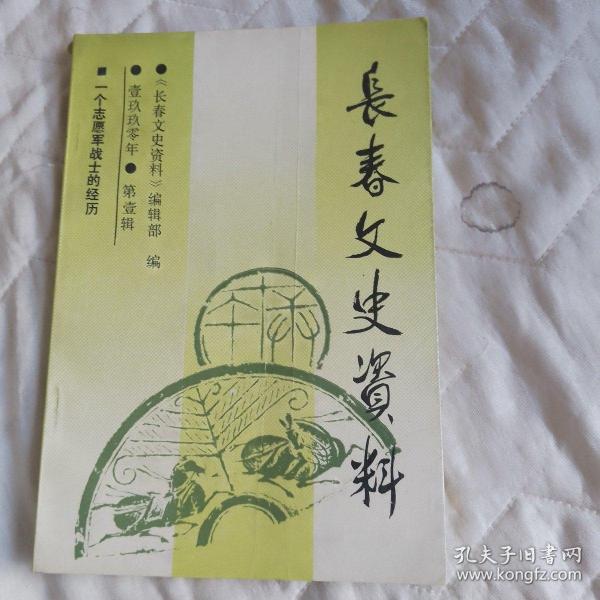 長春文史資料
●《长春文史资料》编辑部 编
●壹玖玖零年●第壹辑
■一个志愿军战士的经历
孔夫子旧书网
www.kongfz.com